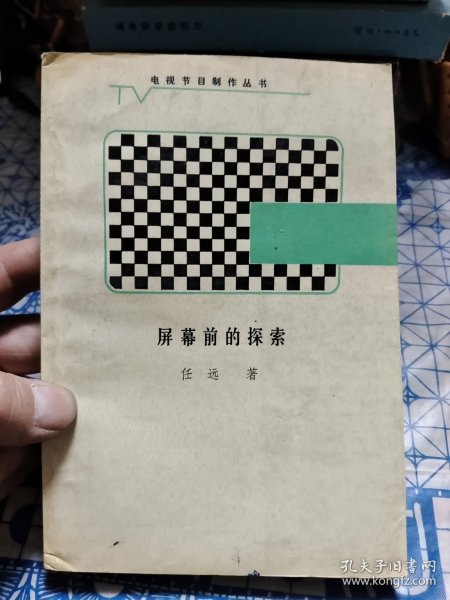 电视节目制作丛书
TV
屏幕前的探索
任远 著
孔夫子旧书网
www.kongfz.com